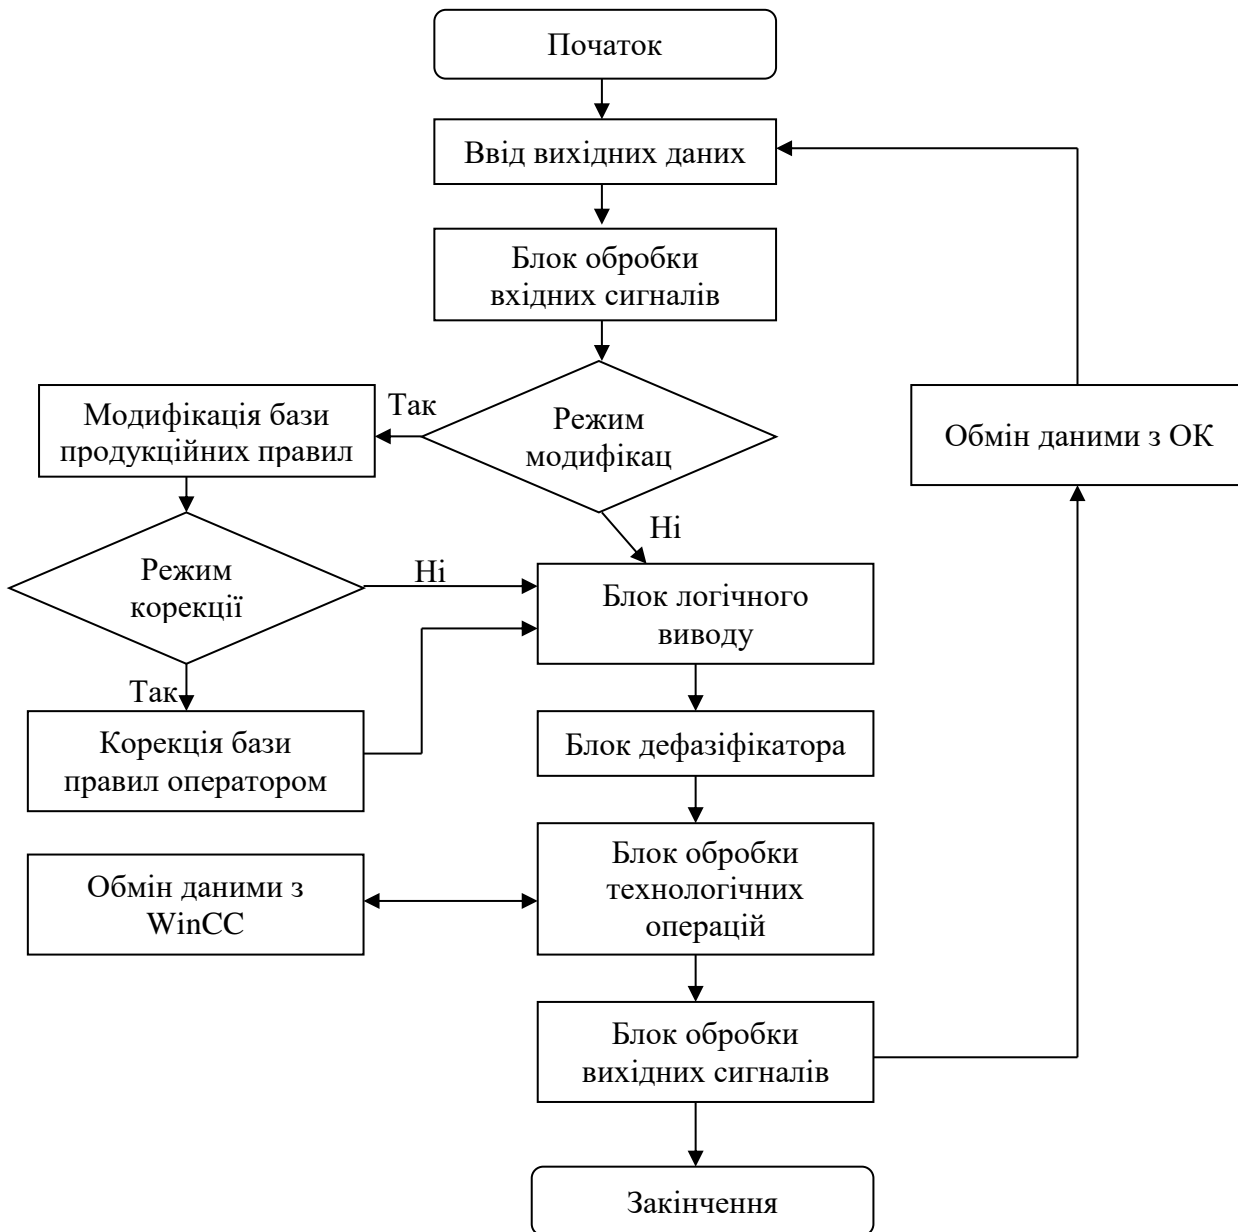 Початок
Ввід вихідних даних
Блок обробки
вхідних сигналів
Так
Модифікація бази
продукційних правил
Режим
модифікац
Обмін даними з ОК
Ні
Режим
корекції
Ні
Блок логічного
виводу
Так
Корекція бази
правил оператором
Блок дефазіфікатора
Обмін даними з
WinCC
Блок обробки
технологічних
операцій
Блок обробки
вихідних сигналів
Закінчення